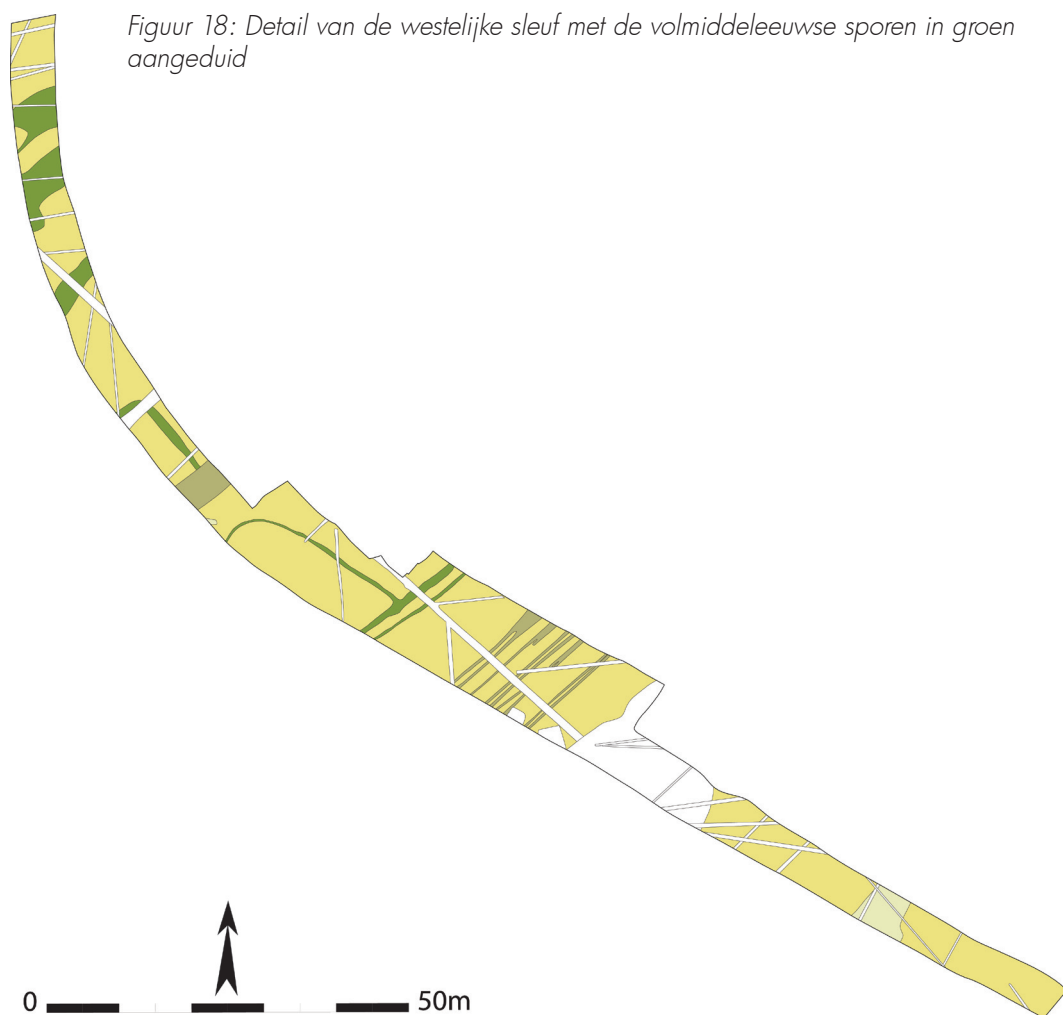 Figuur 18: Detail van de westelijke sleuf met de volmiddeleeuwse sporen in groen
aangeduid
0 50m